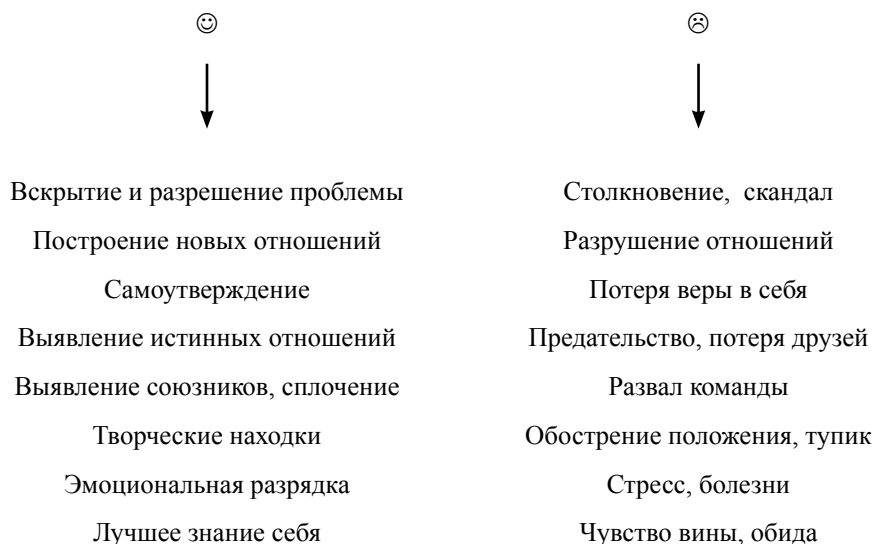 ☺ ☹
Вскрытие и разрешение проблемы Столкновение, скандал
Построение новых отношений Разрушение отношений
Самоутверждение Потеря веры в себя
Выявление истинных отношений Предательство, потеря друзей
Выявление союзников, сплочение Развал команды
Творческие находки Обострение положения, тупик
Эмоциональная разрядка Стресс, болезни
Лучшее знание себя Чувство вины, обида